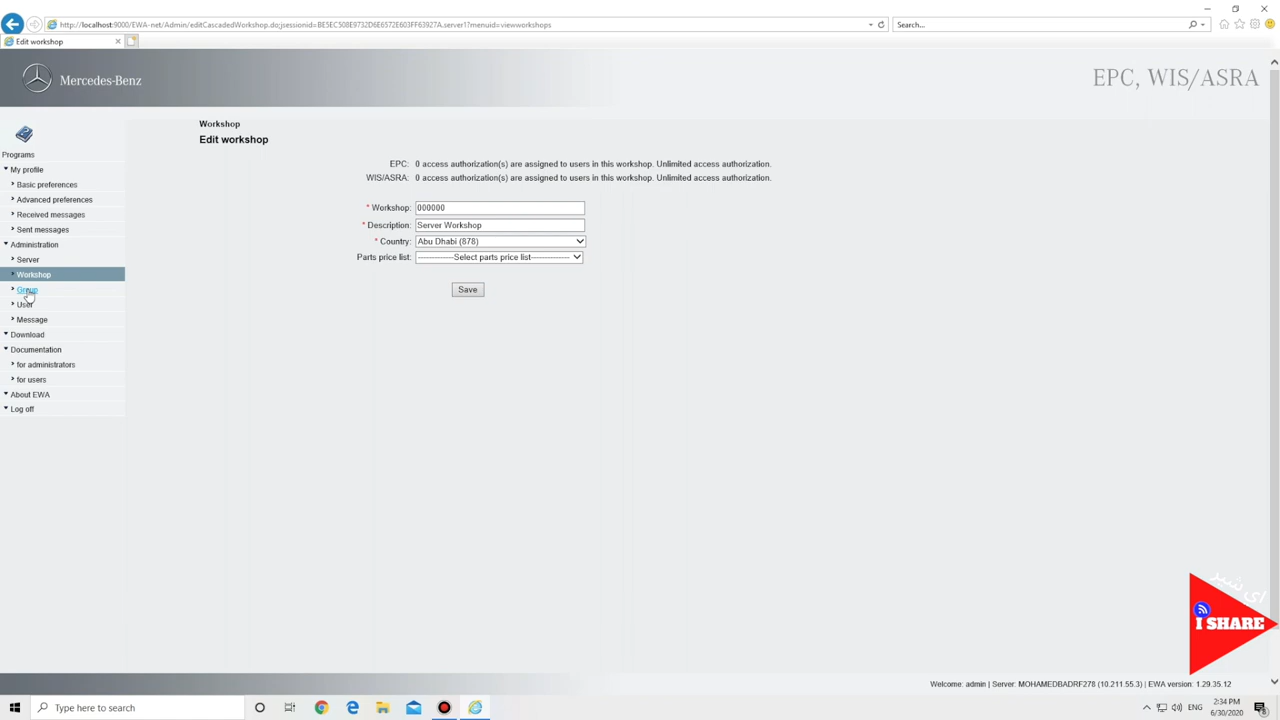 http://localhost:9000/EWA-net/Admin/editCascadedWorkshop.do;jsessionid=BE5EC508E9732D6E6572E603FF63927A.server1?menuid=viewworkshops
Search...
Edit workshop
Mercedes-Benz
EPC, WIS/ASRA
Programs
My profile
Basic preferences
Advanced preferences
Received messages
Sent messages
Administration
Server
Workshop
Group
User
Message
Download
Documentation
for administrators
for users
About EWA
Log off
Workshop
Edit workshop
EPC: 0 access authorization(s) are assigned to users in this workshop. Unlimited access authorization.
WIS/ASRA: 0 access authorization(s) are assigned to users in this workshop. Unlimited access authorization.
* Workshop: 000000
* Description: Server Workshop
* Country: Abu Dhabi (878)
Parts price list: -------------Select parts price list-------------
Save
اي شير
I SHARE
Welcome: admin | Server: MOHAMEDBADRF278 (10.211.55.3) | EWA version: 1.29.35.12
Type here to search
ENG
2:34 PM
6/30/2020